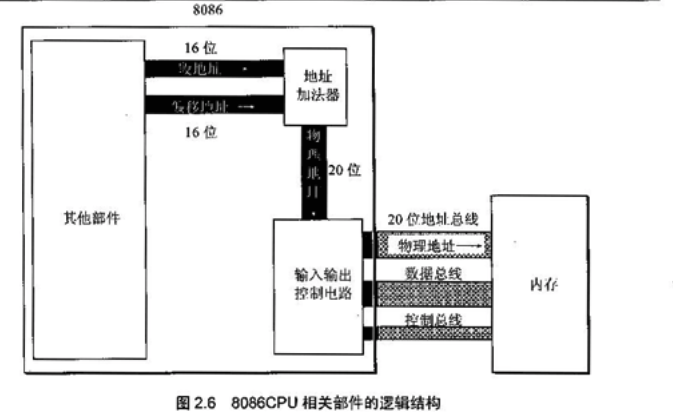 8086
16 位
段地址
地址
加法器
偏移地址
16 位
物理地址
20 位
其他部件
20 位地址总线
物理地址
输入输出
控制电路
数据总线
内存
控制总线
图 2.6 8086CPU 相关部件的逻辑结构